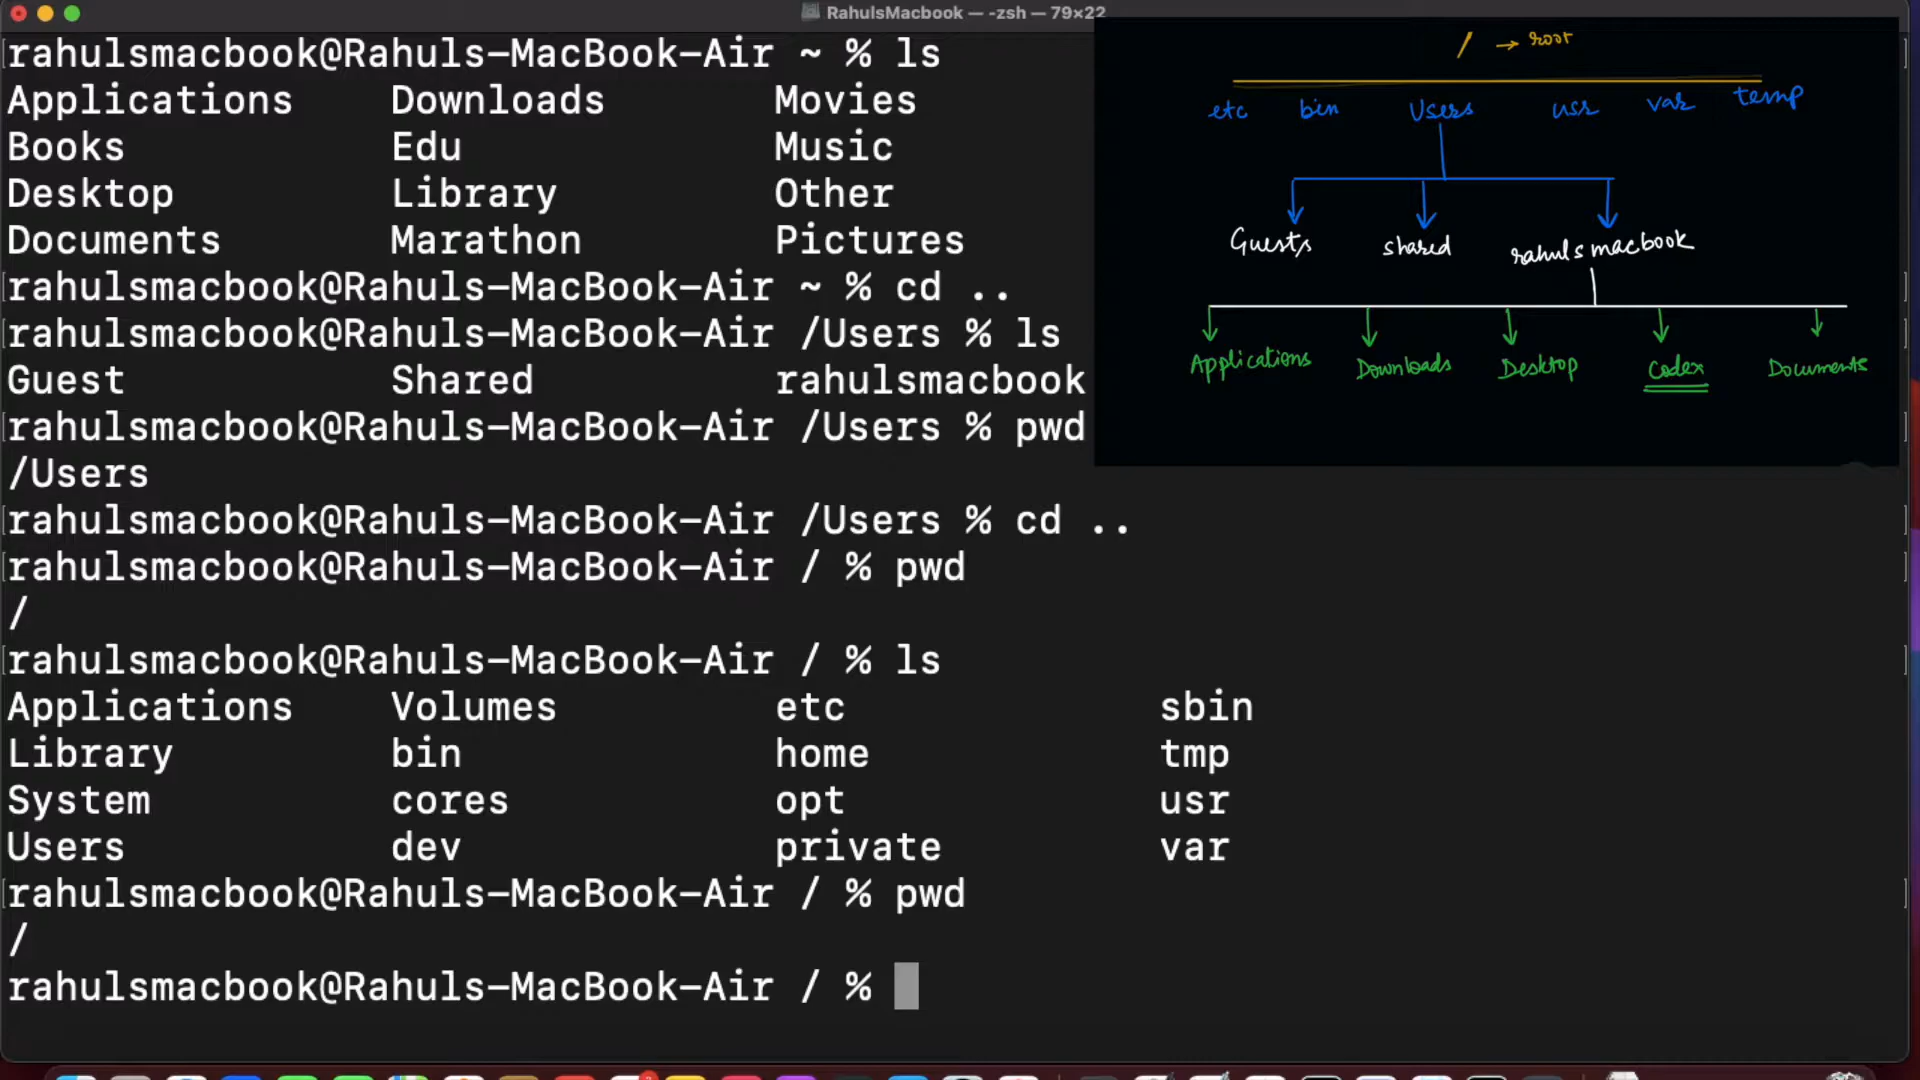 RahulsMacbook — -zsh — 79×22
rahulsmacbook@Rahuls-MacBook-Air ~ % ls
Applications Downloads Movies
Books Edu Music
Desktop Library Other
Documents Marathon Pictures
rahulsmacbook@Rahuls-MacBook-Air ~ % cd ..
rahulsmacbook@Rahuls-MacBook-Air /Users % ls
Guest Shared rahulsmacbook
rahulsmacbook@Rahuls-MacBook-Air /Users % pwd
/Users
rahulsmacbook@Rahuls-MacBook-Air /Users % cd ..
rahulsmacbook@Rahuls-MacBook-Air / % pwd
/
rahulsmacbook@Rahuls-MacBook-Air / % ls
Applications Volumes etc sbin
Library bin home tmp
System cores opt usr
Users dev private var
rahulsmacbook@Rahuls-MacBook-Air / % pwd
/
rahulsmacbook@Rahuls-MacBook-Air / %
/ → root
etc bin Users usr var temp
Guests shared rahulsmacbook
Applications Downloads Desktop Codex Documents